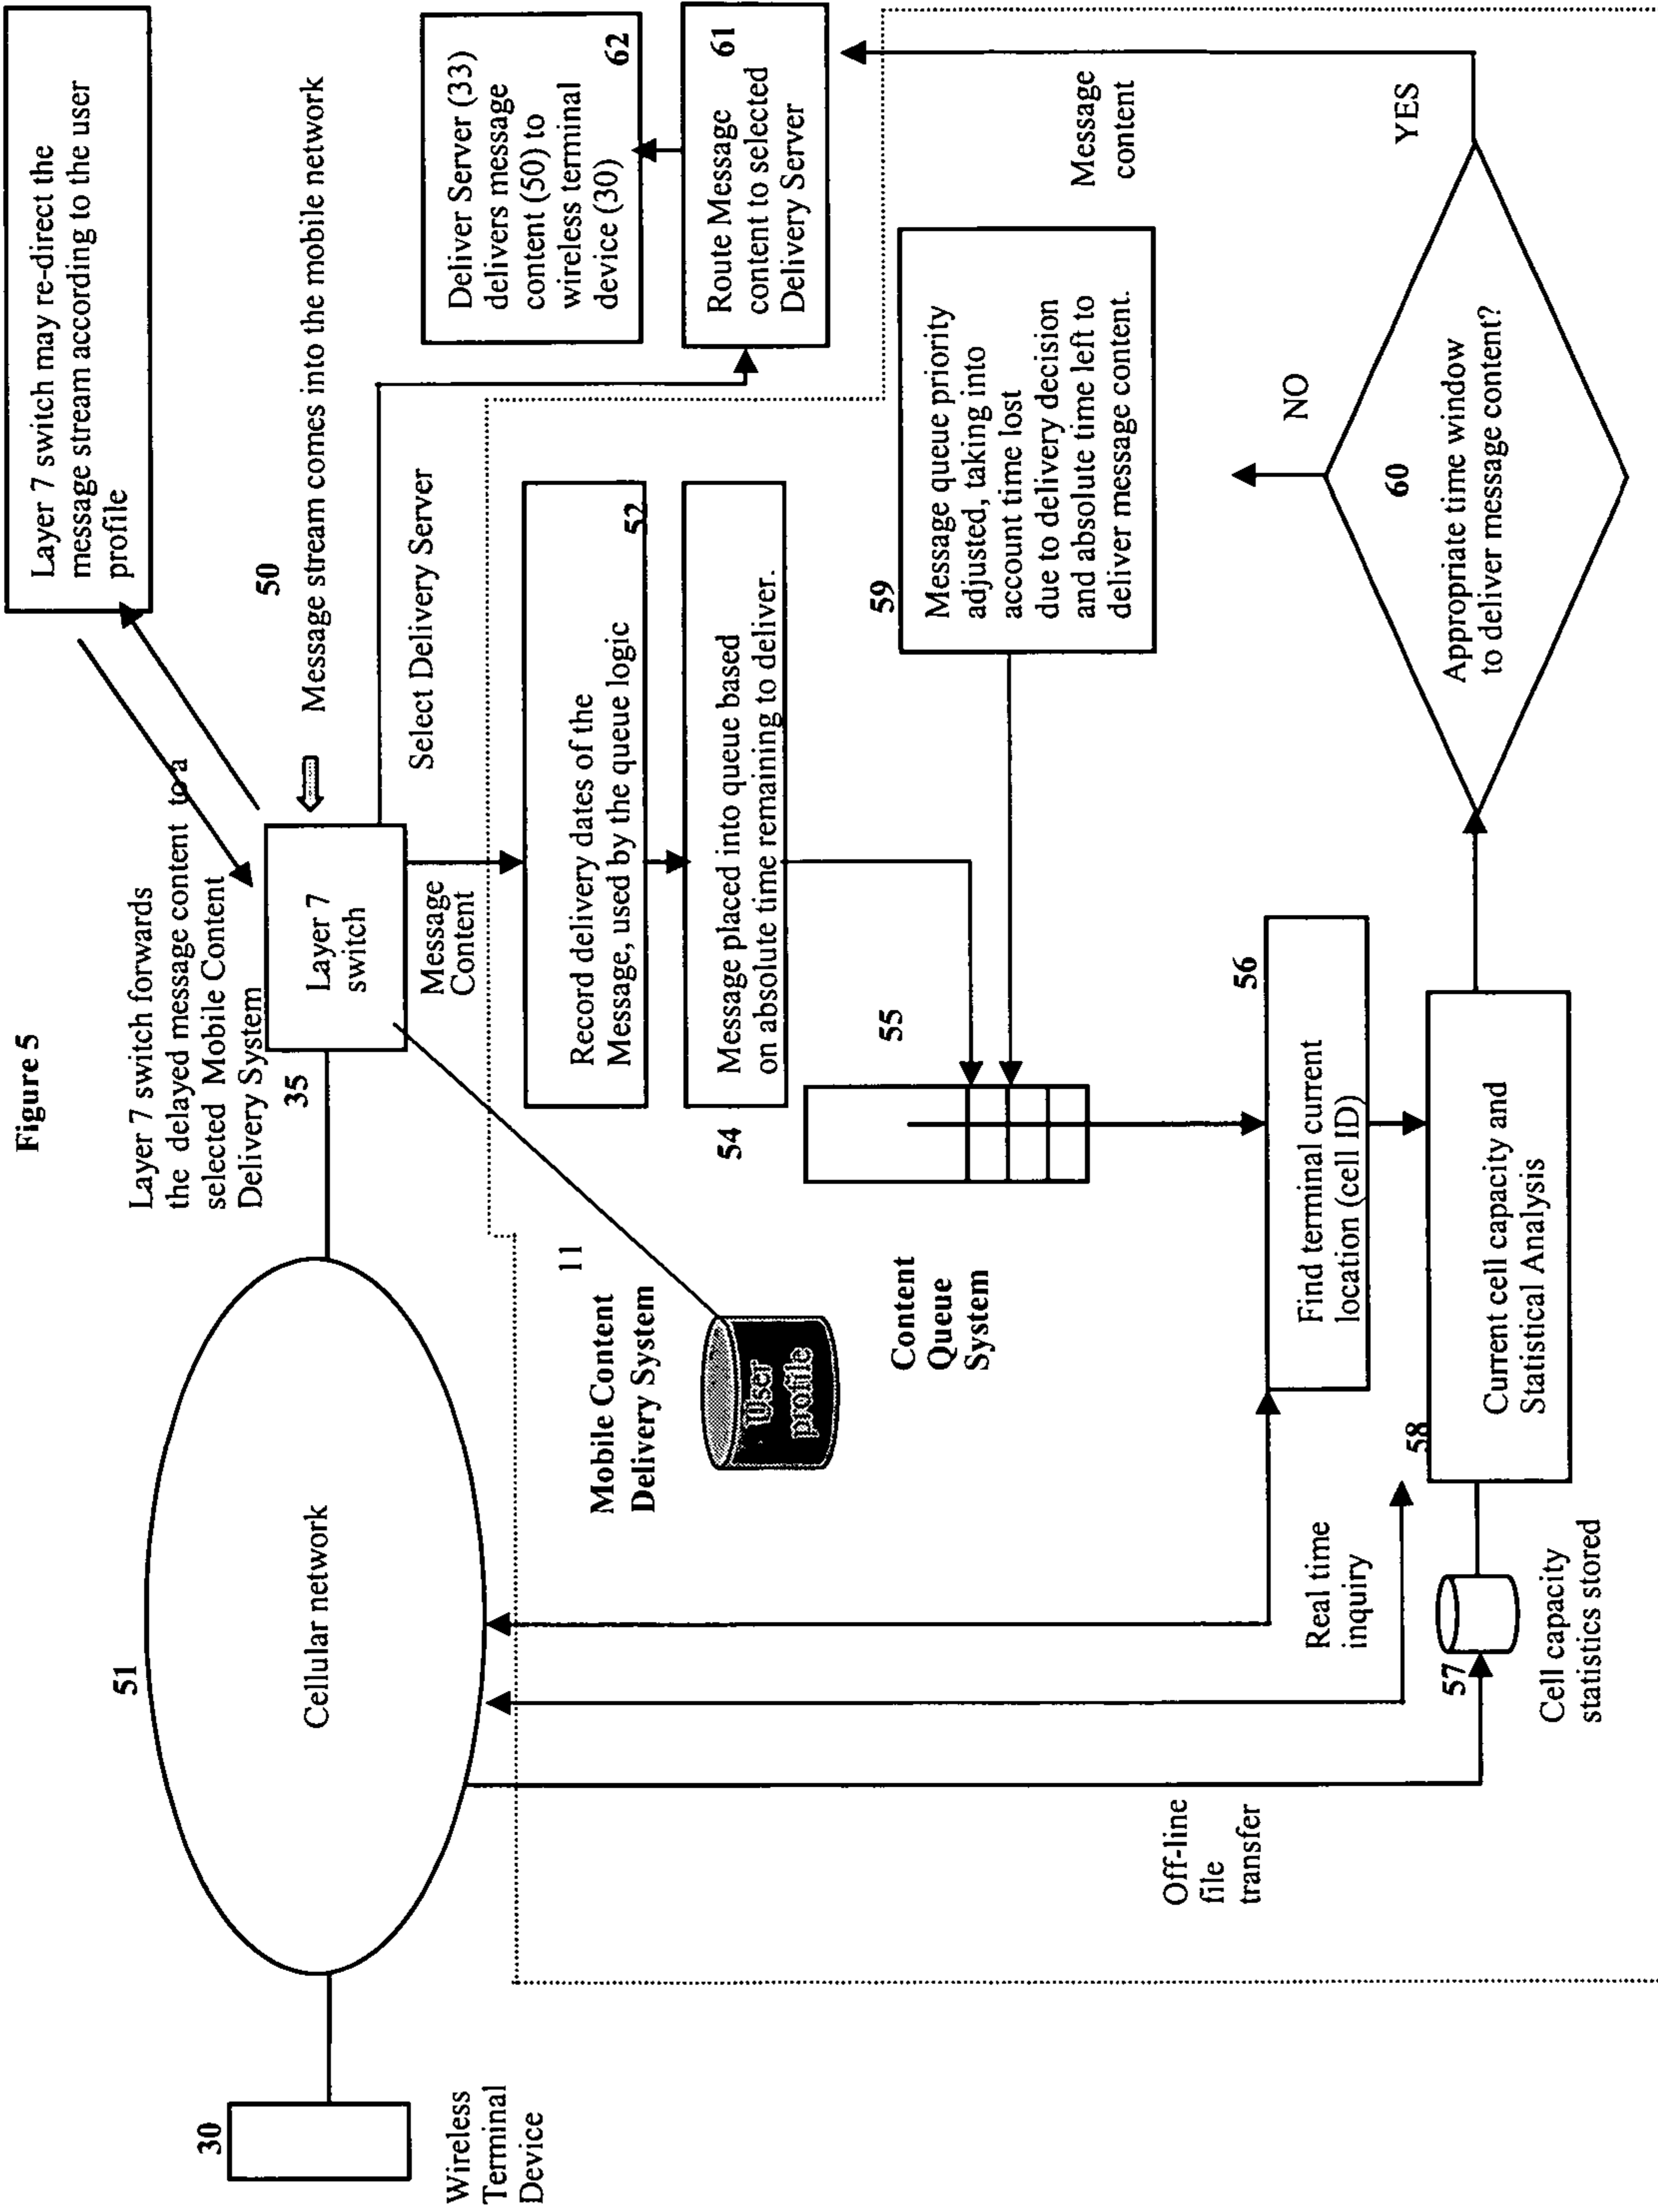 Figure 5
Layer 7 switch may re-direct the
message stream according to the user
profile
Layer 7 switch forwards
the delayed message content to a
selected Mobile Content
Delivery System
50
Message stream comes into the mobile network
51
Cellular network
30
Wireless
Terminal
Device
35
Layer 7
switch
Select Delivery Server
Message
Content
Deliver Server (33)
delivers message
content (50) to
wireless terminal
device (30)
62
Route Message
content to selected
Delivery Server
61
Record delivery dates of the
Message, used by the queue logic
52
Message placed into queue based
on absolute time remaining to deliver.
54
11
Mobile Content
Delivery System
User
profile
Content
Queue
System
55
59
Message queue priority
adjusted, taking into
account time lost
due to delivery decision
and absolute time left to
deliver message content.
Message
content
56
Find terminal current
location (cell ID)
Real time
inquiry
Off-line
file
transfer
57
Cell capacity
statistics stored
58
Current cell capacity and
Statistical Analysis
60
Appropriate time window
to deliver message content?
NO
YES